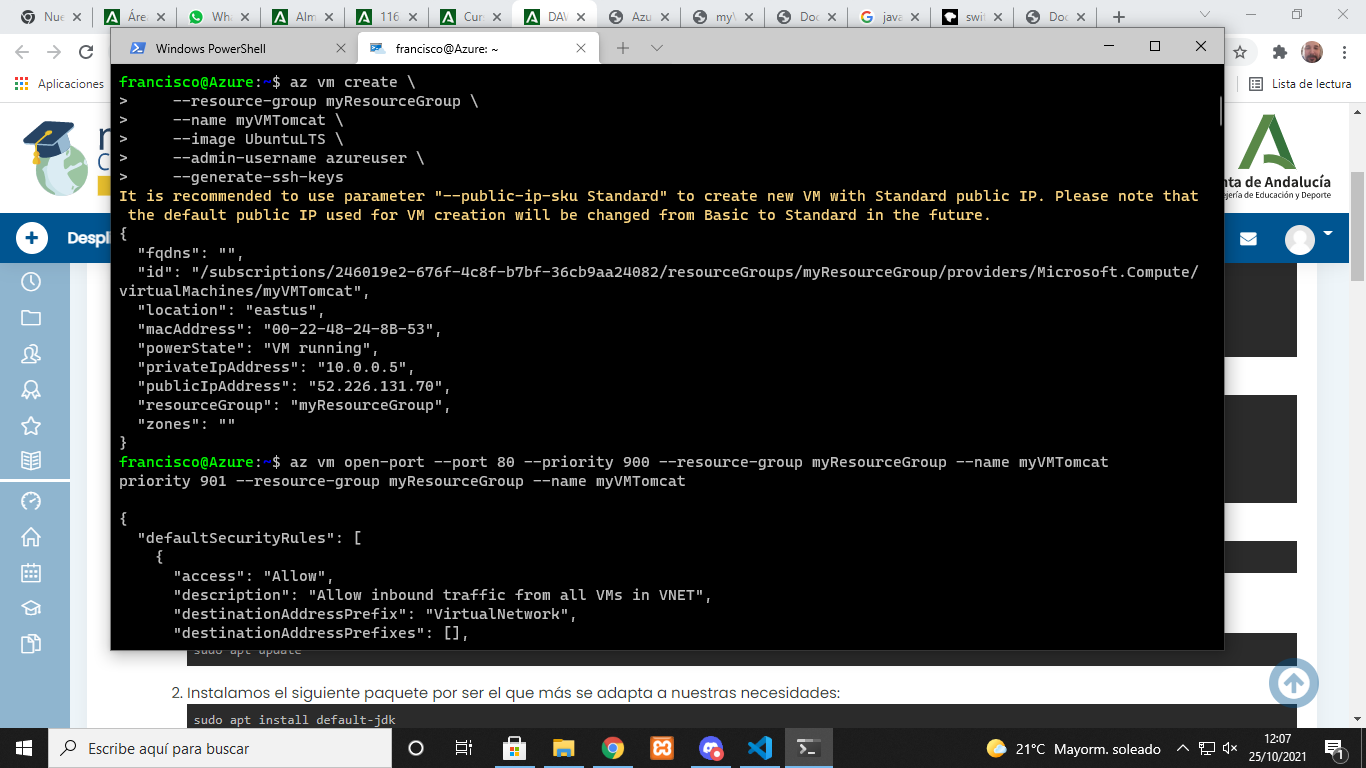 Nue
Área
Wha
Alm
116
Cur
DAV
Azu
my\
Doc
java
swif
Doc
Windows PowerShell
francisco@Azure: ~
Aplicaciones
Lista de lectura
francisco@Azure:~$ az vm create \
> --resource-group myResourceGroup \
> --name myVMTomcat \
> --image UbuntuLTS \
> --admin-username azureuser \
> --generate-ssh-keys
It is recommended to use parameter "--public-ip-sku Standard" to create new VM with Standard public IP. Please note that
the default public IP used for VM creation will be changed from Basic to Standard in the future.
{
"fqdns": "",
"id": "/subscriptions/246019e2-676f-4c8f-b7bf-36cb9aa24082/resourceGroups/myResourceGroup/providers/Microsoft.Compute/
virtualMachines/myVMTomcat",
"location": "eastus",
"macAddress": "00-22-48-24-8B-53",
"powerState": "VM running",
"privateIpAddress": "10.0.0.5",
"publicIpAddress": "52.226.131.70",
"resourceGroup": "myResourceGroup",
"zones": ""
}
francisco@Azure:~$ az vm open-port --port 80 --priority 900 --resource-group myResourceGroup --name myVMTomcat
priority 901 --resource-group myResourceGroup --name myVMTomcat
{
"defaultSecurityRules": [
{
"access": "Allow",
"description": "Allow inbound traffic from all VMs in VNET",
"destinationAddressPrefix": "VirtualNetwork",
"destinationAddressPrefixes": [],
nta de Andalucía
ejería de Educación y Deporte
Despli
sudo apt update
2. Instalamos el siguiente paquete por ser el que más se adapta a nuestras necesidades:
sudo apt install default-jdk
Escribe aquí para buscar
21°C Mayorm. soleado
12:07
25/10/2021
1